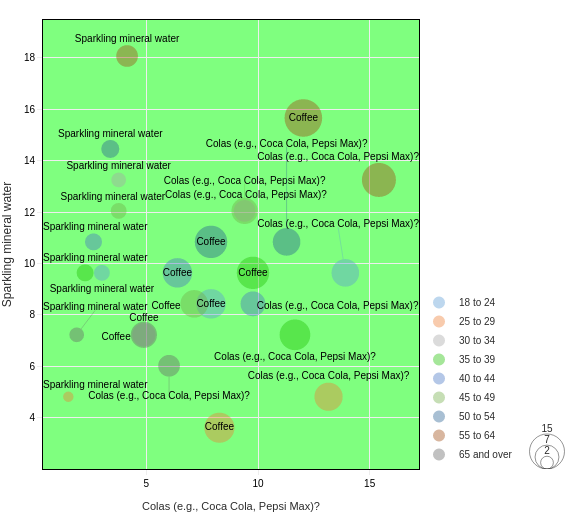 Sparkling mineral water
18
16
Coffee
Sparkling mineral water
Colas (e.g., Coca Cola, Pepsi Max)?
14
Colas (e.g., Coca Cola, Pepsi Max)?
Sparkling mineral water
Colas (e.g., Coca Cola, Pepsi Max)?
Sparkling mineral water
Colas (e.g., Coca Cola, Pepsi Max)?
12
Sparkling mineral water
Colas (e.g., Coca Cola, Pepsi Max)?
Coffee
Sparkling mineral water
10
Coffee
Coffee
Sparkling mineral water
Sparkling mineral water
Coffee
Coffee
Colas (e.g., Coca Cola, Pepsi Max)?
8
Coffee
Coffee
Colas (e.g., Coca Cola, Pepsi Max)?
6
Colas (e.g., Coca Cola, Pepsi Max)?
Sparkling mineral water
Colas (e.g., Coca Cola, Pepsi Max)?
4
Coffee
5
10
15
Colas (e.g., Coca Cola, Pepsi Max)?
Sparkling mineral water
18 to 24
25 to 29
30 to 34
35 to 39
40 to 44
45 to 49
50 to 54
55 to 64
65 and over
15
7
2